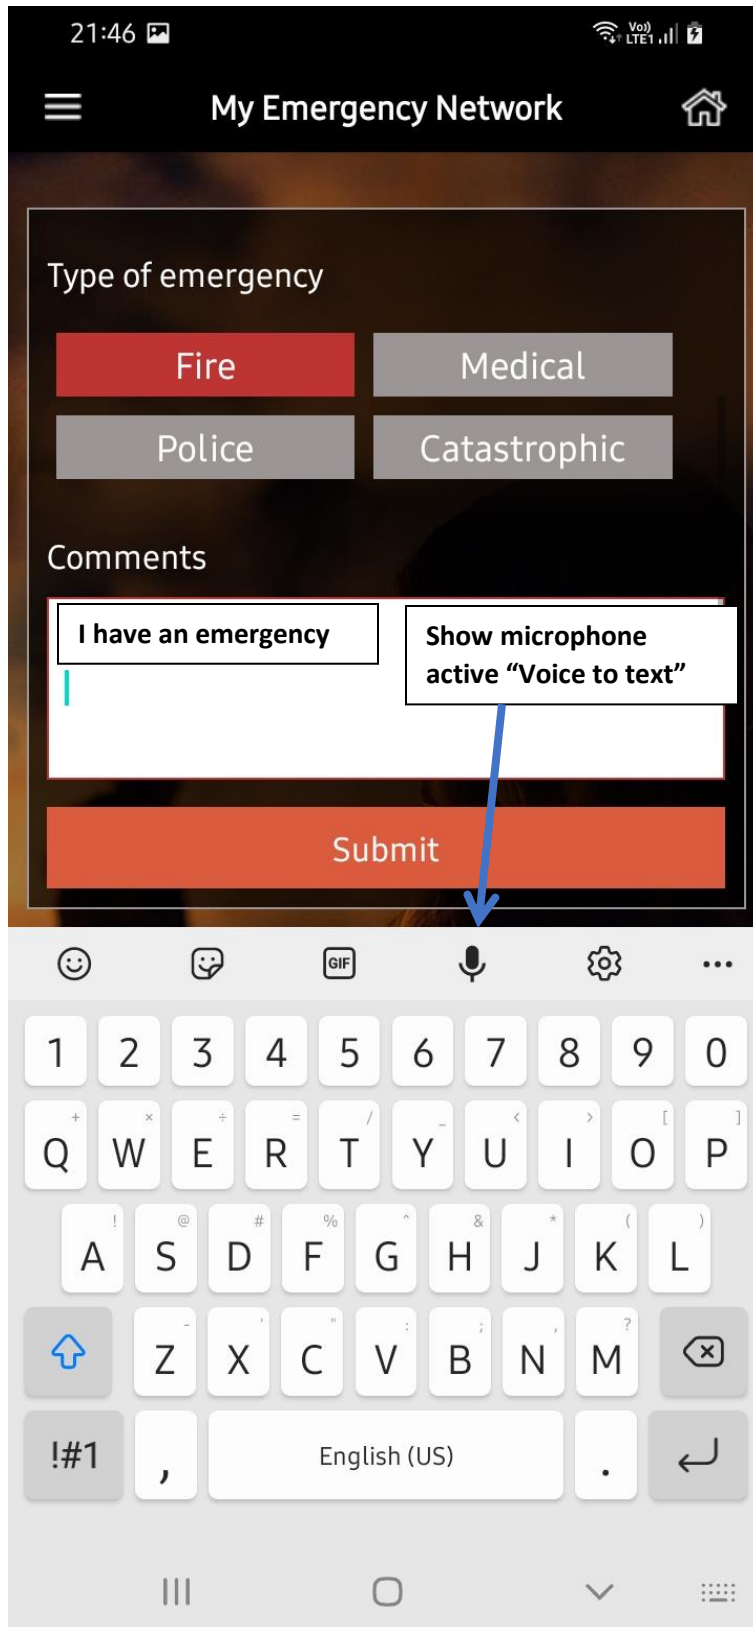 21:46 Vo)) LTE1
My Emergency Network
Type of emergency
Fire Medical
Police Catastrophic
Comments
I have an emergency
Show microphone
active “Voice to text”
Submit
GIF
1 2 3 4 5 6 7 8 9 0
+ × ÷ = / _ < > [ ]
Q W E R T Y U I O P
! @ # % ^ & * ( )
A S D F G H J K L
- ' " : ; , ?
Z X C V B N M
!#1 , English (US) .